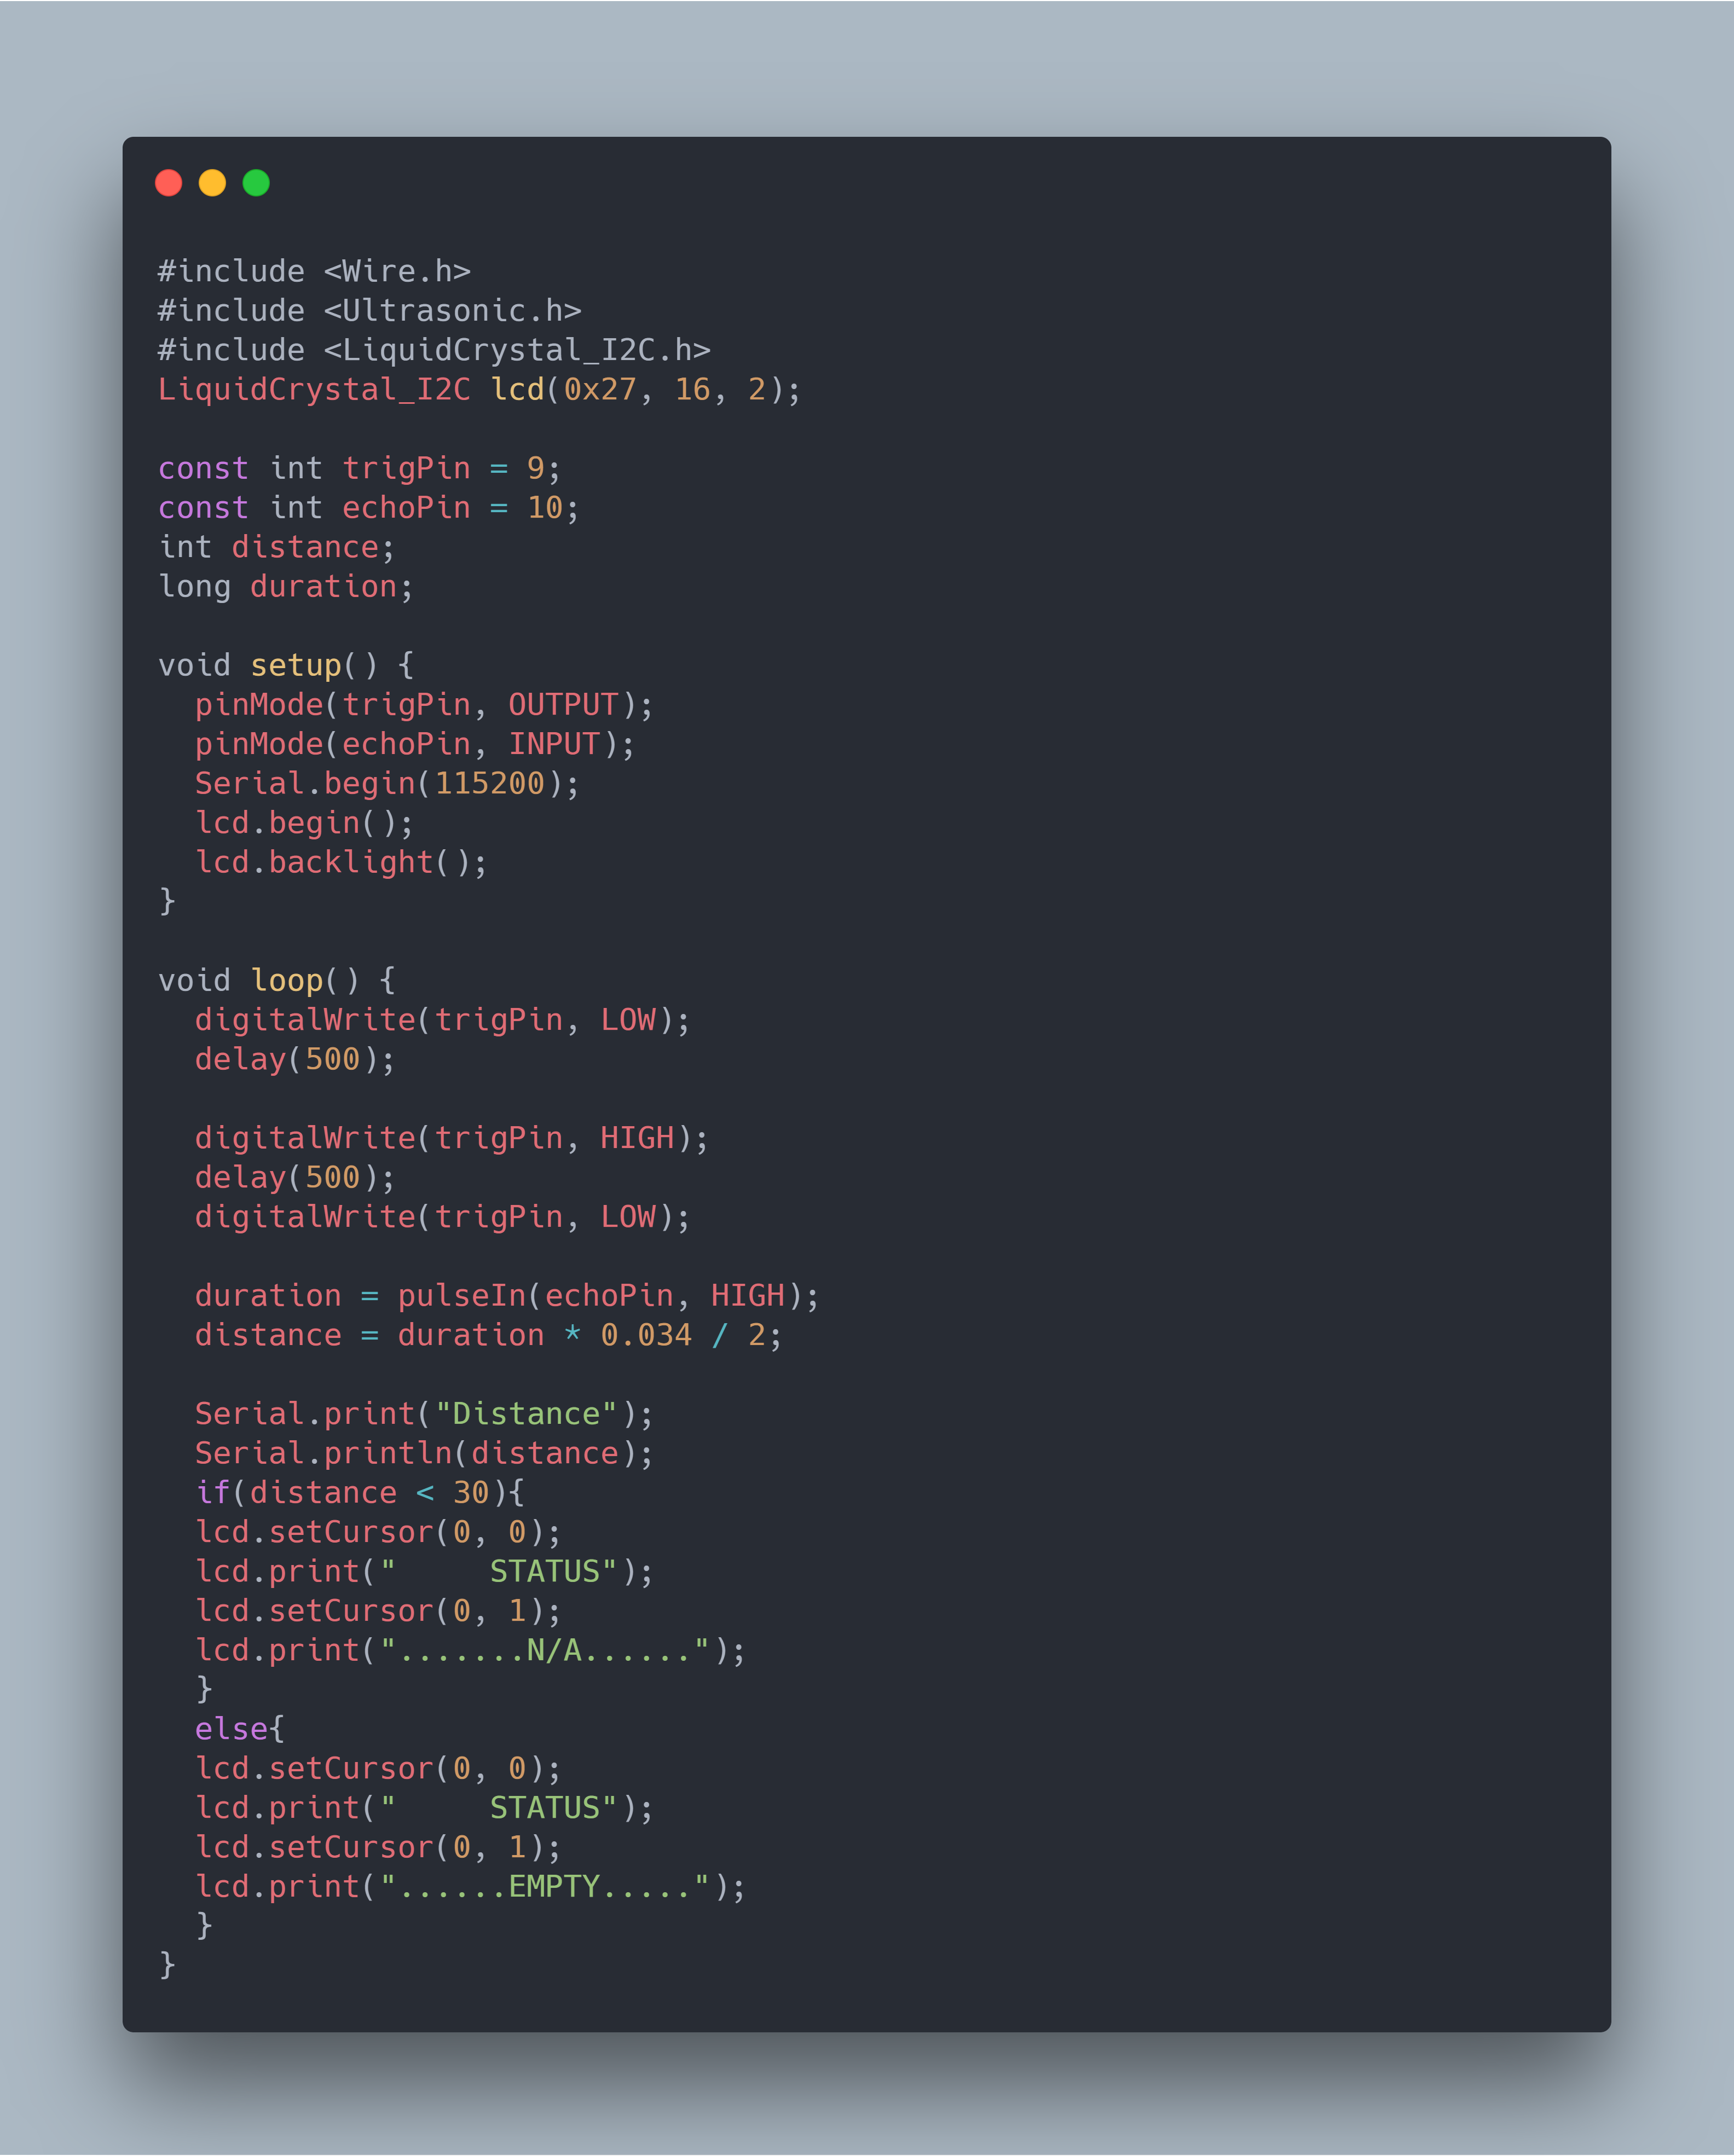 #include <Wire.h>
#include <Ultrasonic.h>
#include <LiquidCrystal_I2C.h>
LiquidCrystal_I2C lcd(0x27, 16, 2);

const int trigPin = 9;
const int echoPin = 10;
int distance;
long duration;

void setup() {
  pinMode(trigPin, OUTPUT);
  pinMode(echoPin, INPUT);
  Serial.begin(115200);
  lcd.begin();
  lcd.backlight();
}

void loop() {
  digitalWrite(trigPin, LOW);
  delay(500);

  digitalWrite(trigPin, HIGH);
  delay(500);
  digitalWrite(trigPin, LOW);

  duration = pulseIn(echoPin, HIGH);
  distance = duration * 0.034 / 2;

  Serial.print("Distance");
  Serial.println(distance);
  if(distance < 30){
  lcd.setCursor(0, 0);
  lcd.print("     STATUS");
  lcd.setCursor(0, 1);
  lcd.print(".......N/A......");
  }
  else{
  lcd.setCursor(0, 0);
  lcd.print("     STATUS");
  lcd.setCursor(0, 1);
  lcd.print("......EMPTY.....");
  }
}